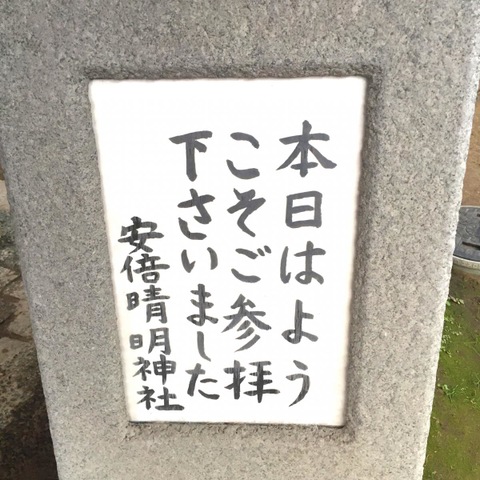 本日はよう
こそご参拝
下さいました
安倍晴明神社